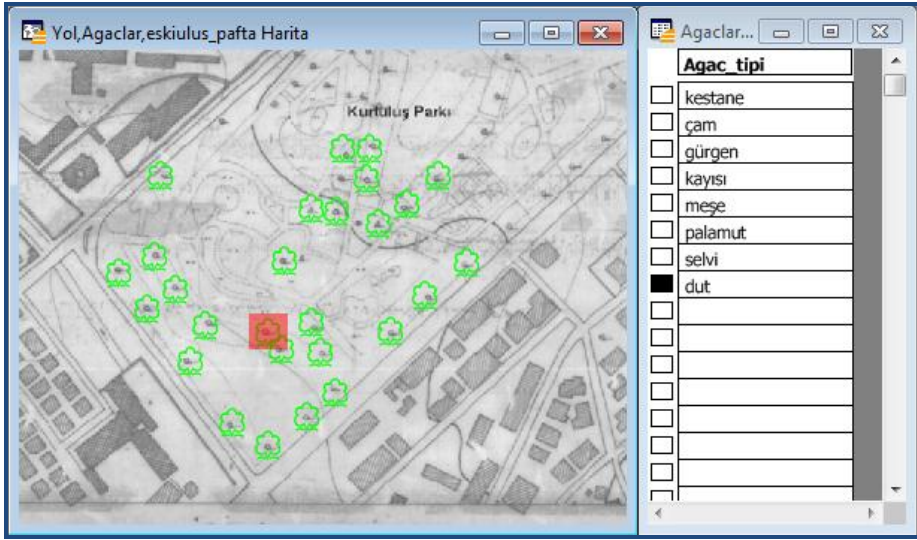 Yol,Agaclar,eskiulus_pafta Harita
Kurtuluş Parkı
Agaclar...
Agac_tipi
kestane
çam
gürgen
kayısı
meşe
palamut
selvi
dut